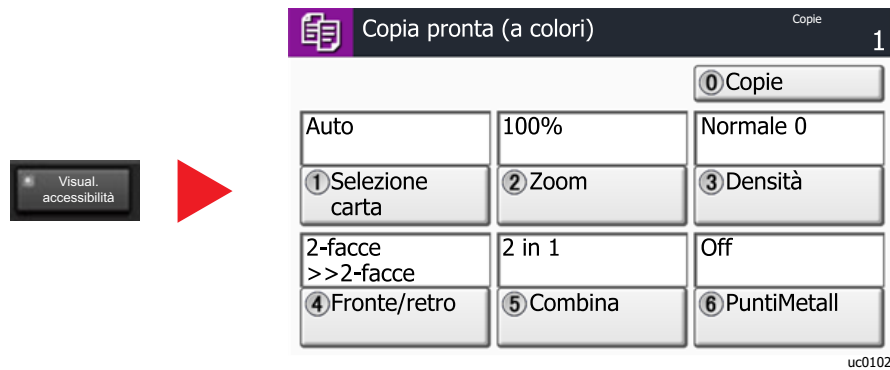 Visual.
accessibilità
Copia pronta (a colori)
Copie
1
0 Copie
Auto
100%
Normale 0
1 Selezione
carta
2 Zoom
3 Densità
2-facce
>>2-facce
2 in 1
Off
4 Fronte/retro
5 Combina
6 PuntiMetall
uc0102